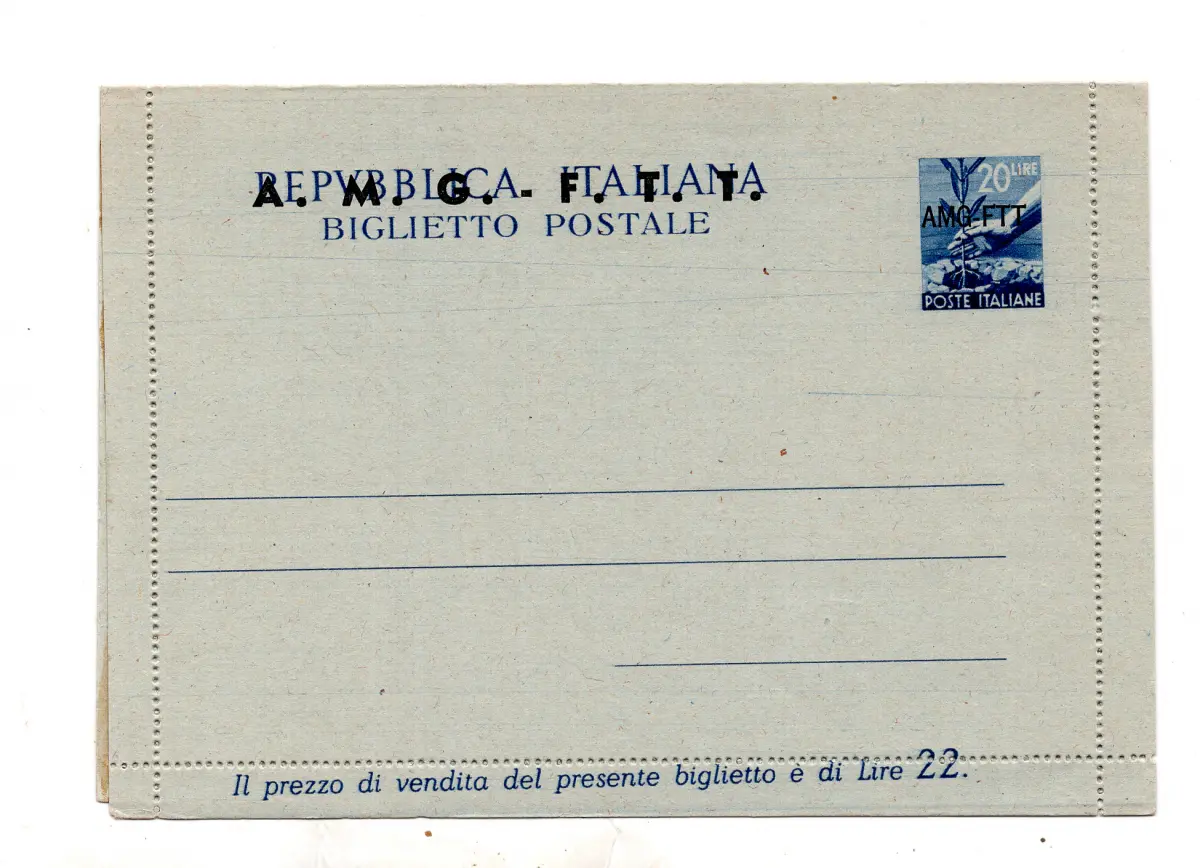 REPVBBLICA ITALIANA
A. M. G. - F. T. T.
BIGLIETTO POSTALE
20 LIRE
AMG-FTT
POSTE ITALIANE
Il prezzo di vendita del presente biglietto è di Lire 22.